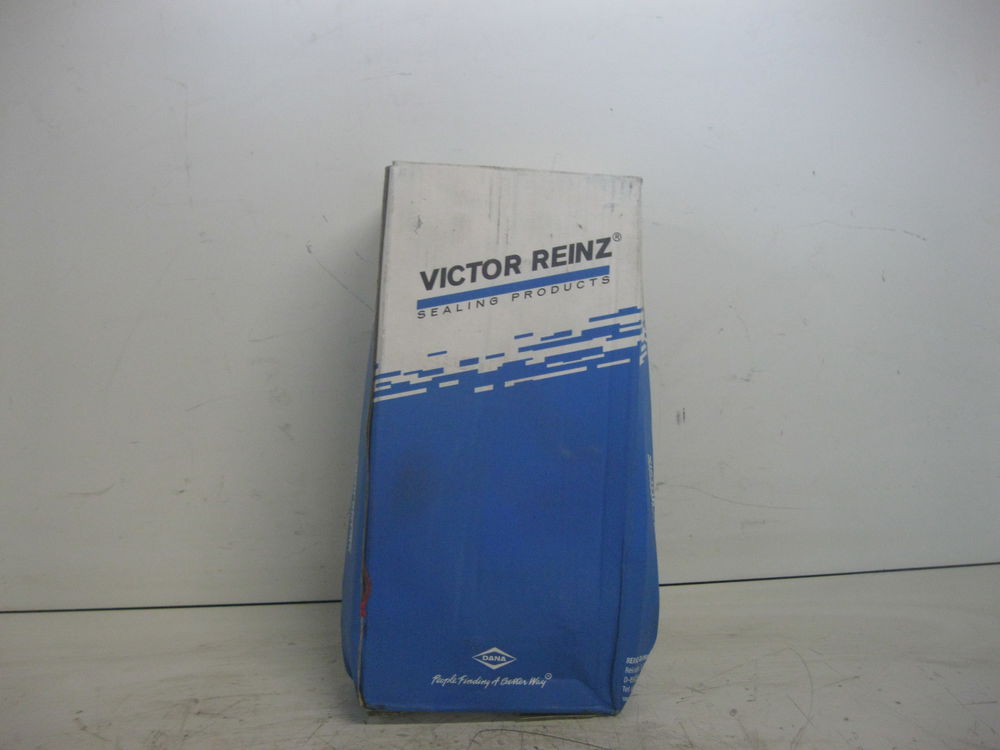 VICTOR REINZ®
SEALING PRODUCTS
DANA
People Finding A Better Way